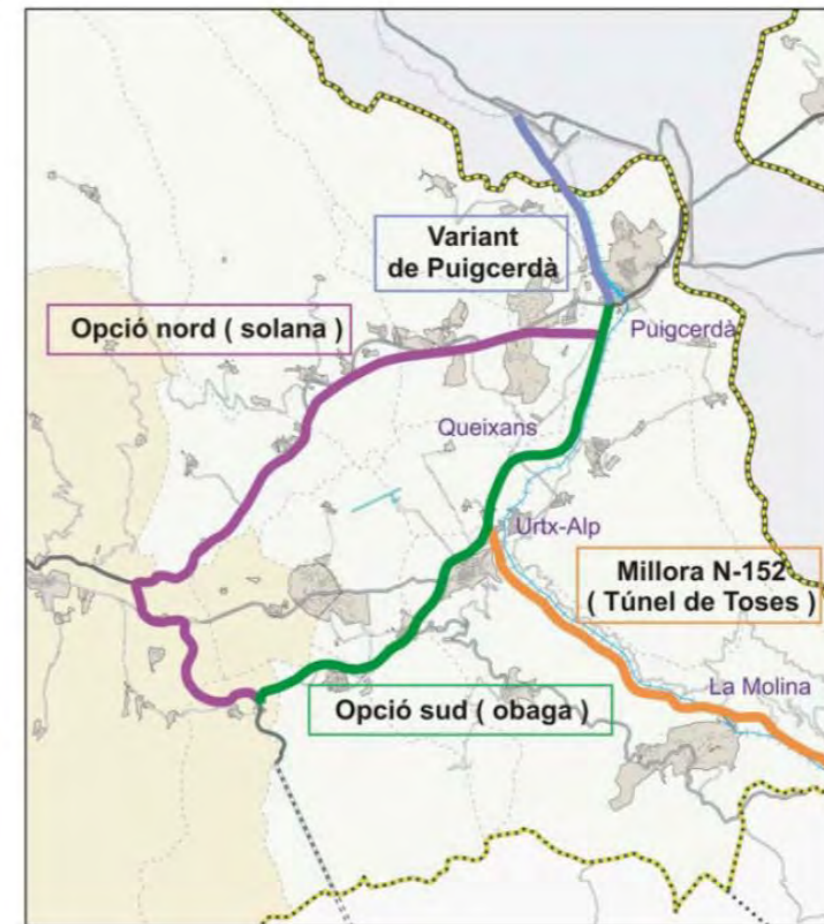 Variant
de Puigcerdà
Opció nord ( solana )
Puigcerdà
Queixans
Urtx-Alp
Millora N-152
( Túnel de Toses )
La Molina
Opció sud ( obaga )